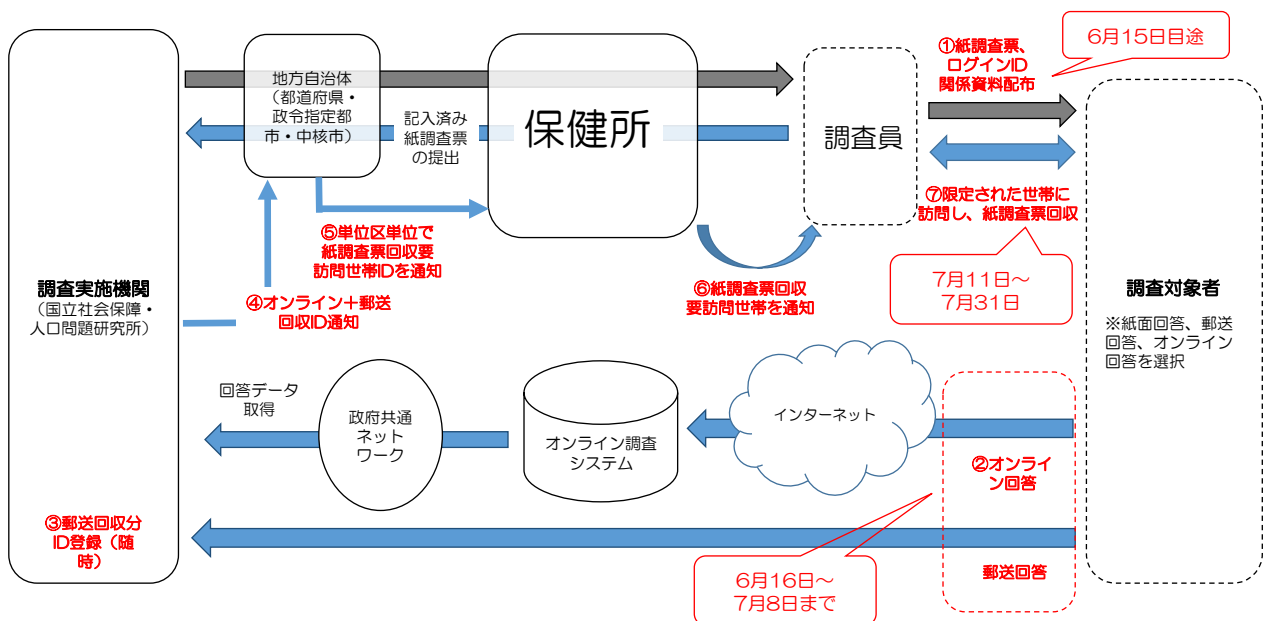 地方自治体
（都道府県・
政令指定都
市・中核市）
記入済み
紙調査票
の提出
保健所
調査員
①紙調査票、
ログインID
関係資料配布
6月15日目途
⑦限定された世帯に
訪問し、紙調査票回収
7月11日～
7月31日
⑤単位区単位で
紙調査票回収要
訪問世帯IDを通知
⑥紙調査票回収
要訪問世帯を通知
調査実施機関
（国立社会保障・
人口問題研究所）
④オンライン＋郵送
回収ID通知
調査対象者
※紙面回答、郵送
回答、オンライン
回答を選択
回答データ
取得
政府共通
ネット
ワーク
オンライン調査
システム
インターネット
②オンライ
ン回答
③郵送回収分
ID登録（随
時）
郵送回答
6月16日～
7月8日まで